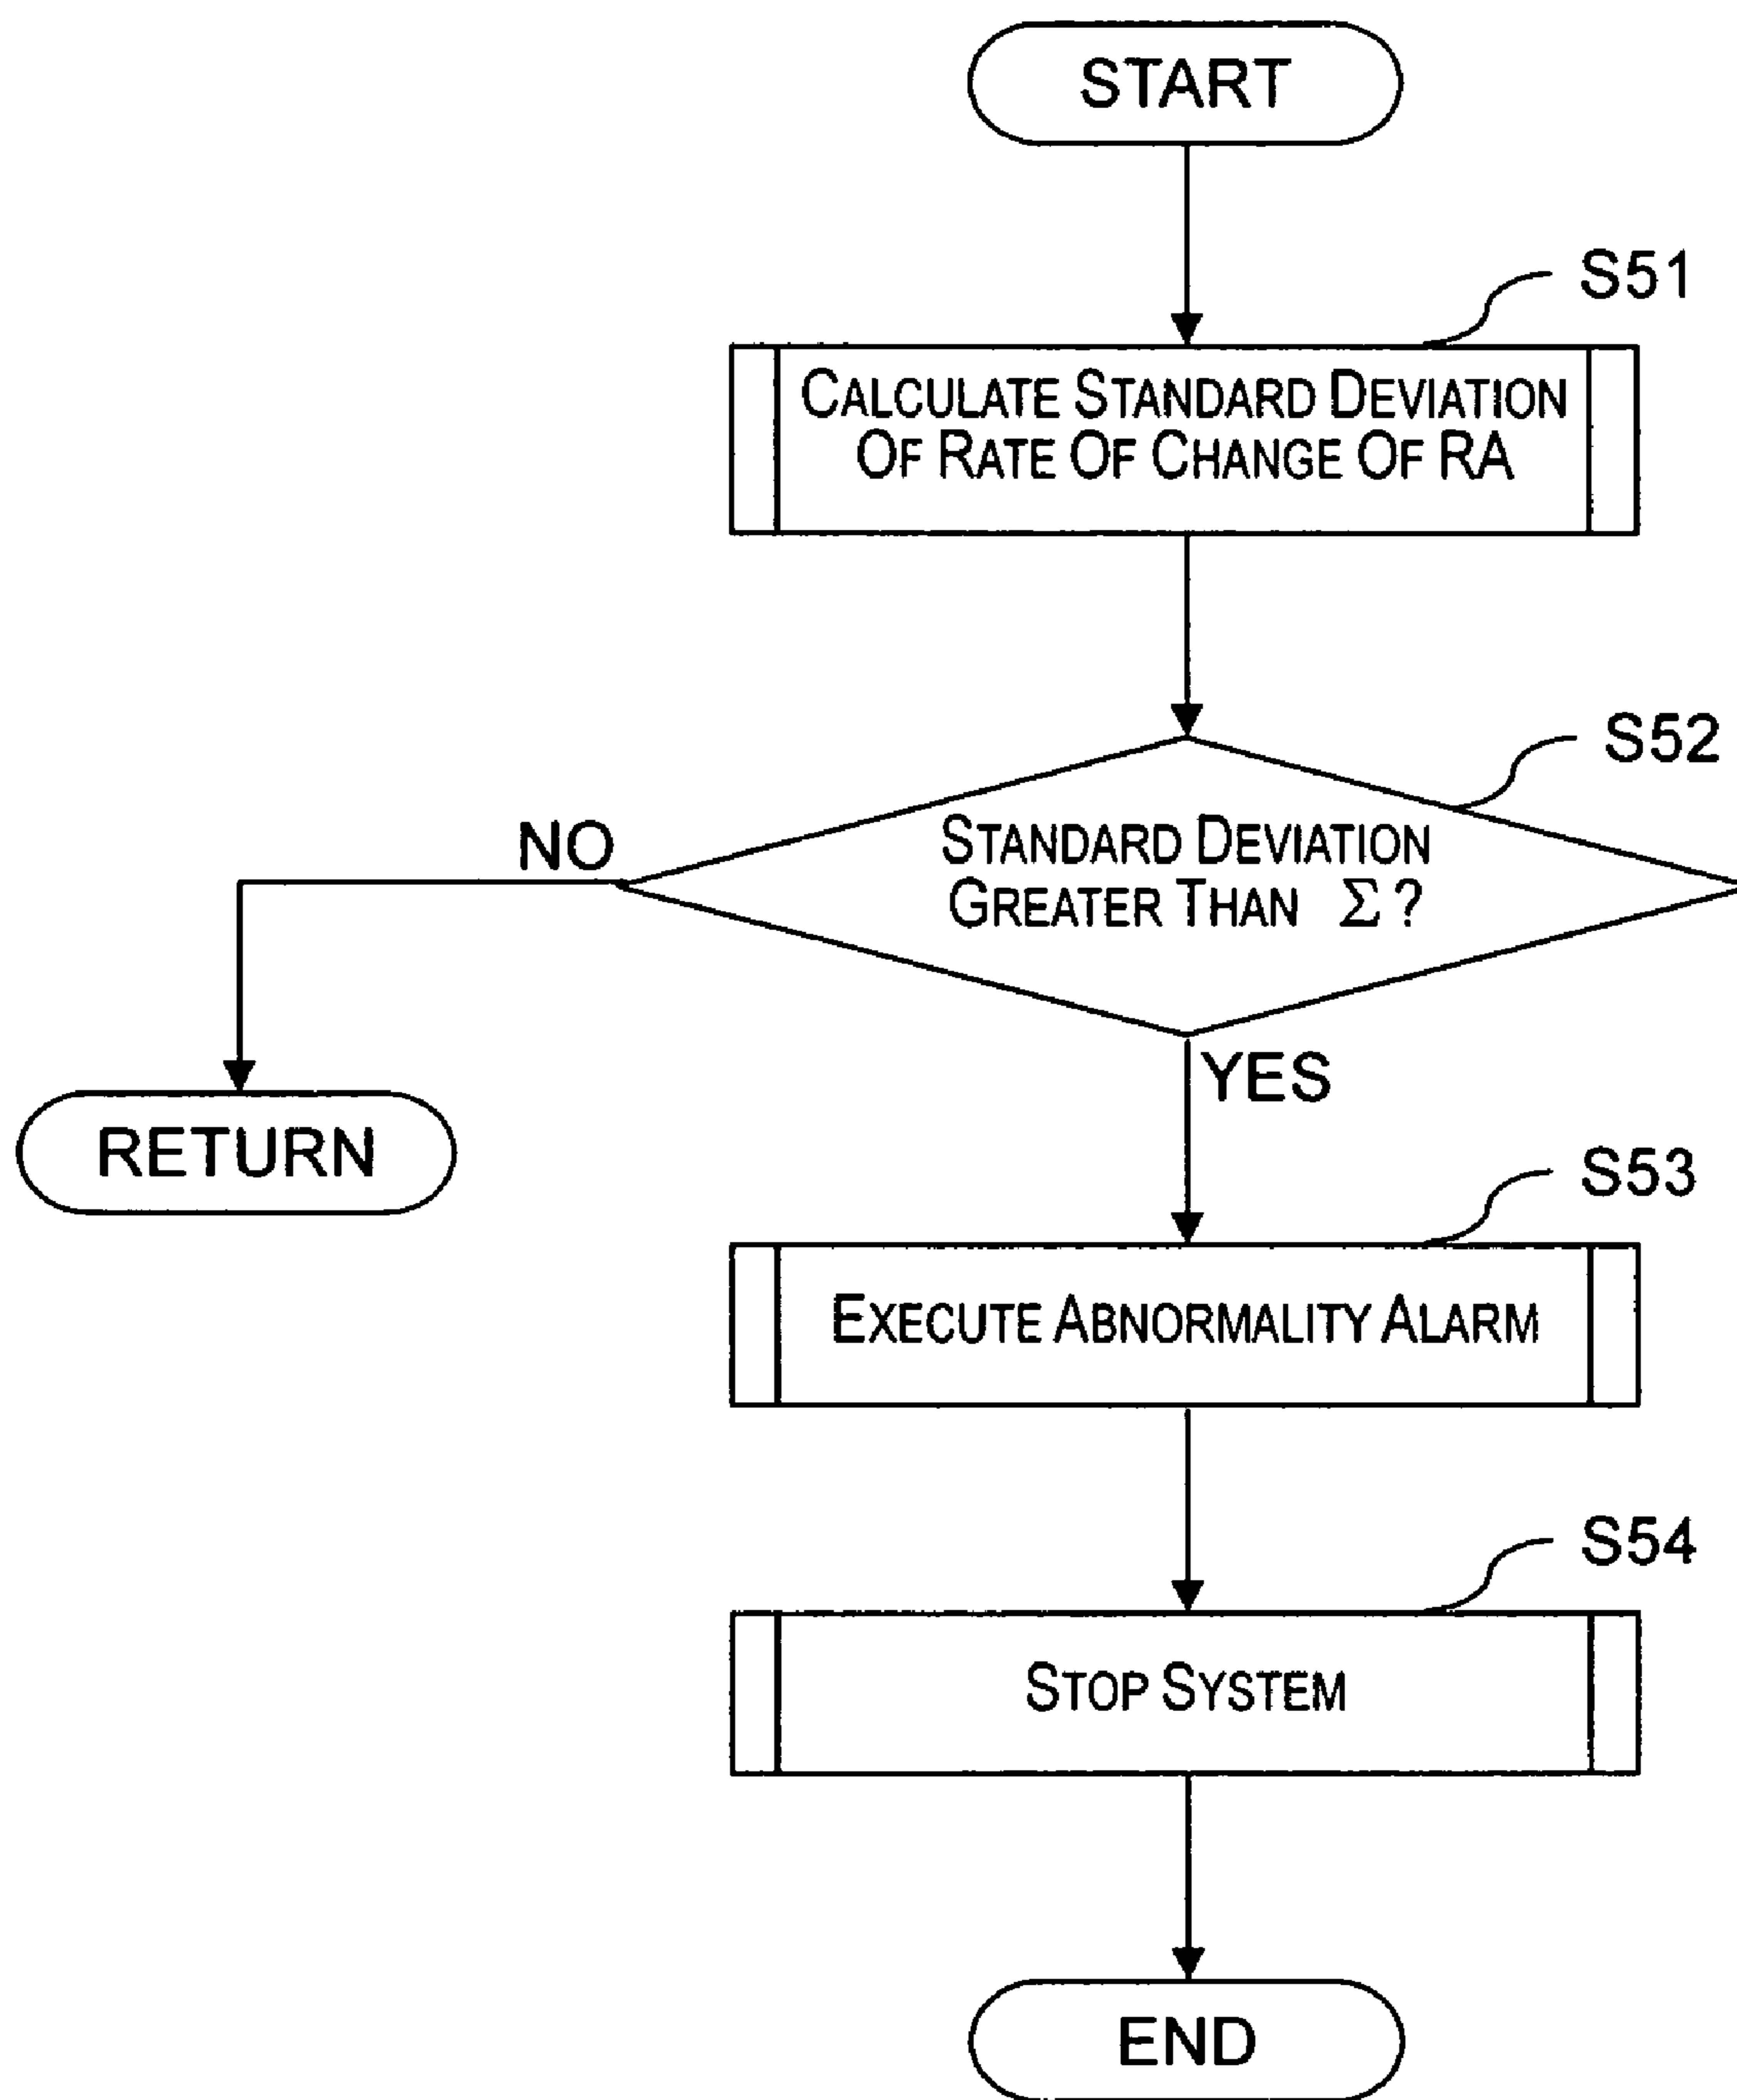 START
S51
CALCULATE STANDARD DEVIATION
OF RATE OF CHANGE OF RA
S52
STANDARD DEVIATION
GREATER THAN Σ?
NO
YES
RETURN
S53
EXECUTE ABNORMALITY ALARM
S54
STOP SYSTEM
END